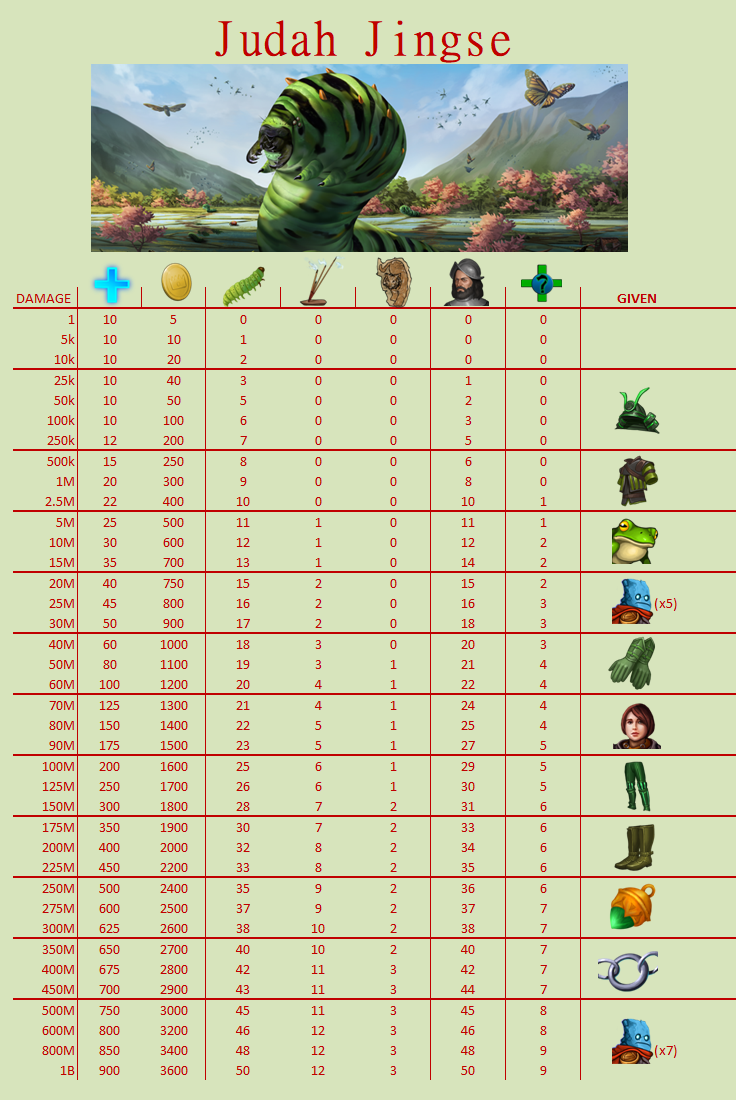 Judah Jingse
DAMAGE ? GIVEN
1 10 5 0 0 0 0 0
5k 10 10 1 0 0 0 0
10k 10 20 2 0 0 0 0
25k 10 40 3 0 0 1 0
50k 10 50 5 0 0 2 0
100k 10 100 6 0 0 3 0
250k 12 200 7 0 0 5 0
500k 15 250 8 0 0 6 0
1M 20 300 9 0 0 8 0
2.5M 22 400 10 0 0 10 1
5M 25 500 11 1 0 11 1
10M 30 600 12 1 0 12 2
15M 35 700 13 1 0 14 2
20M 40 750 15 2 0 15 2
25M 45 800 16 2 0 16 3 (x5)
30M 50 900 17 2 0 18 3
40M 60 1000 18 3 0 20 3
50M 80 1100 19 3 1 21 4
60M 100 1200 20 4 1 22 4
70M 125 1300 21 4 1 24 4
80M 150 1400 22 5 1 25 4
90M 175 1500 23 5 1 27 5
100M 200 1600 25 6 1 29 5
125M 250 1700 26 6 1 30 5
150M 300 1800 28 7 2 31 6
175M 350 1900 30 7 2 33 6
200M 400 2000 32 8 2 34 6
225M 450 2200 33 8 2 35 6
250M 500 2400 35 9 2 36 6
275M 600 2500 37 9 2 37 7
300M 625 2600 38 10 2 38 7
350M 650 2700 40 10 2 40 7
400M 675 2800 42 11 3 42 7
450M 700 2900 43 11 3 44 7
500M 750 3000 45 11 3 45 8
600M 800 3200 46 12 3 46 8
800M 850 3400 48 12 3 48 9 (x7)
1B 900 3600 50 12 3 50 9